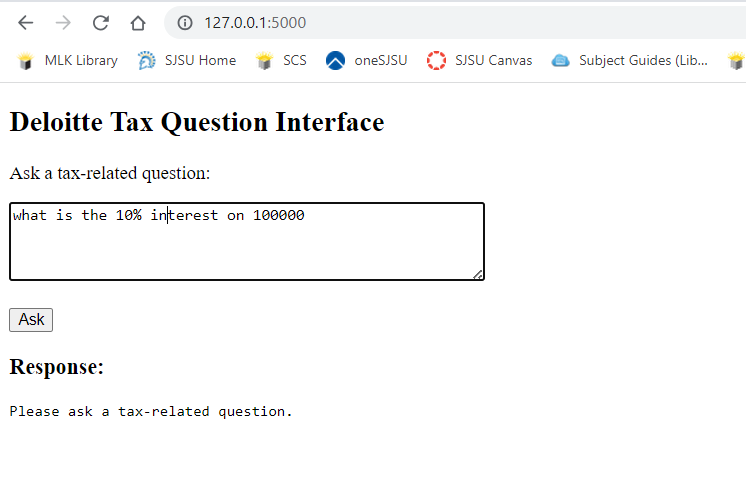 127.0.0.1:5000
MLK Library SJSU Home SCS oneSJSU SJSU Canvas Subject Guides (Lib...
Deloitte Tax Question Interface
Ask a tax-related question:
what is the 10% interest on 100000
Ask
Response:
Please ask a tax-related question.